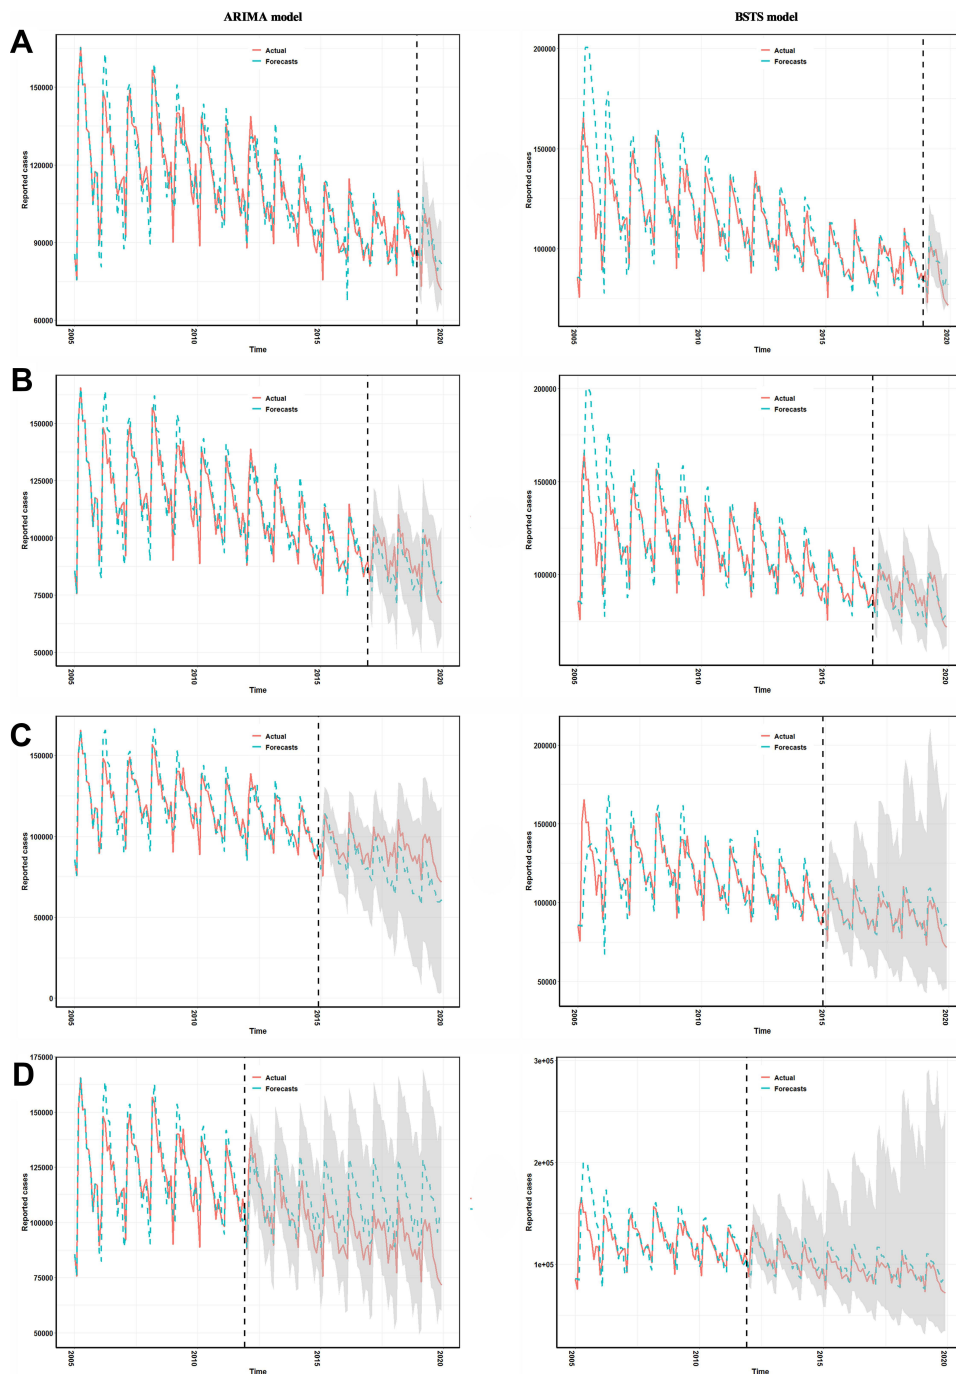 ARIMA model
BSTS model
A
Actual
Forecasts
150000
120000
90000
60000
Reported cases
2005
2010
2015
2020
Time
Actual
Forecasts
200000
150000
100000
Reported cases
2005
2010
2015
2020
Time
B
Actual
Forecasts
150000
125000
100000
75000
50000
Reported cases
2005
2010
2015
2020
Time
Actual
Forecasts
200000
150000
100000
Reported cases
2005
2010
2015
2020
Time
C
Actual
Forecasts
150000
100000
50000
0
Reported cases
2005
2010
2015
2020
Time
Actual
Forecasts
200000
150000
100000
50000
Reported cases
2005
2010
2015
2020
Time
D
Actual
Forecasts
175000
150000
125000
100000
75000
50000
Reported cases
2005
2010
2015
2020
Time
Actual
Forecasts
3e+05
2e+05
1e+05
Reported cases
2005
2010
2015
2020
Time